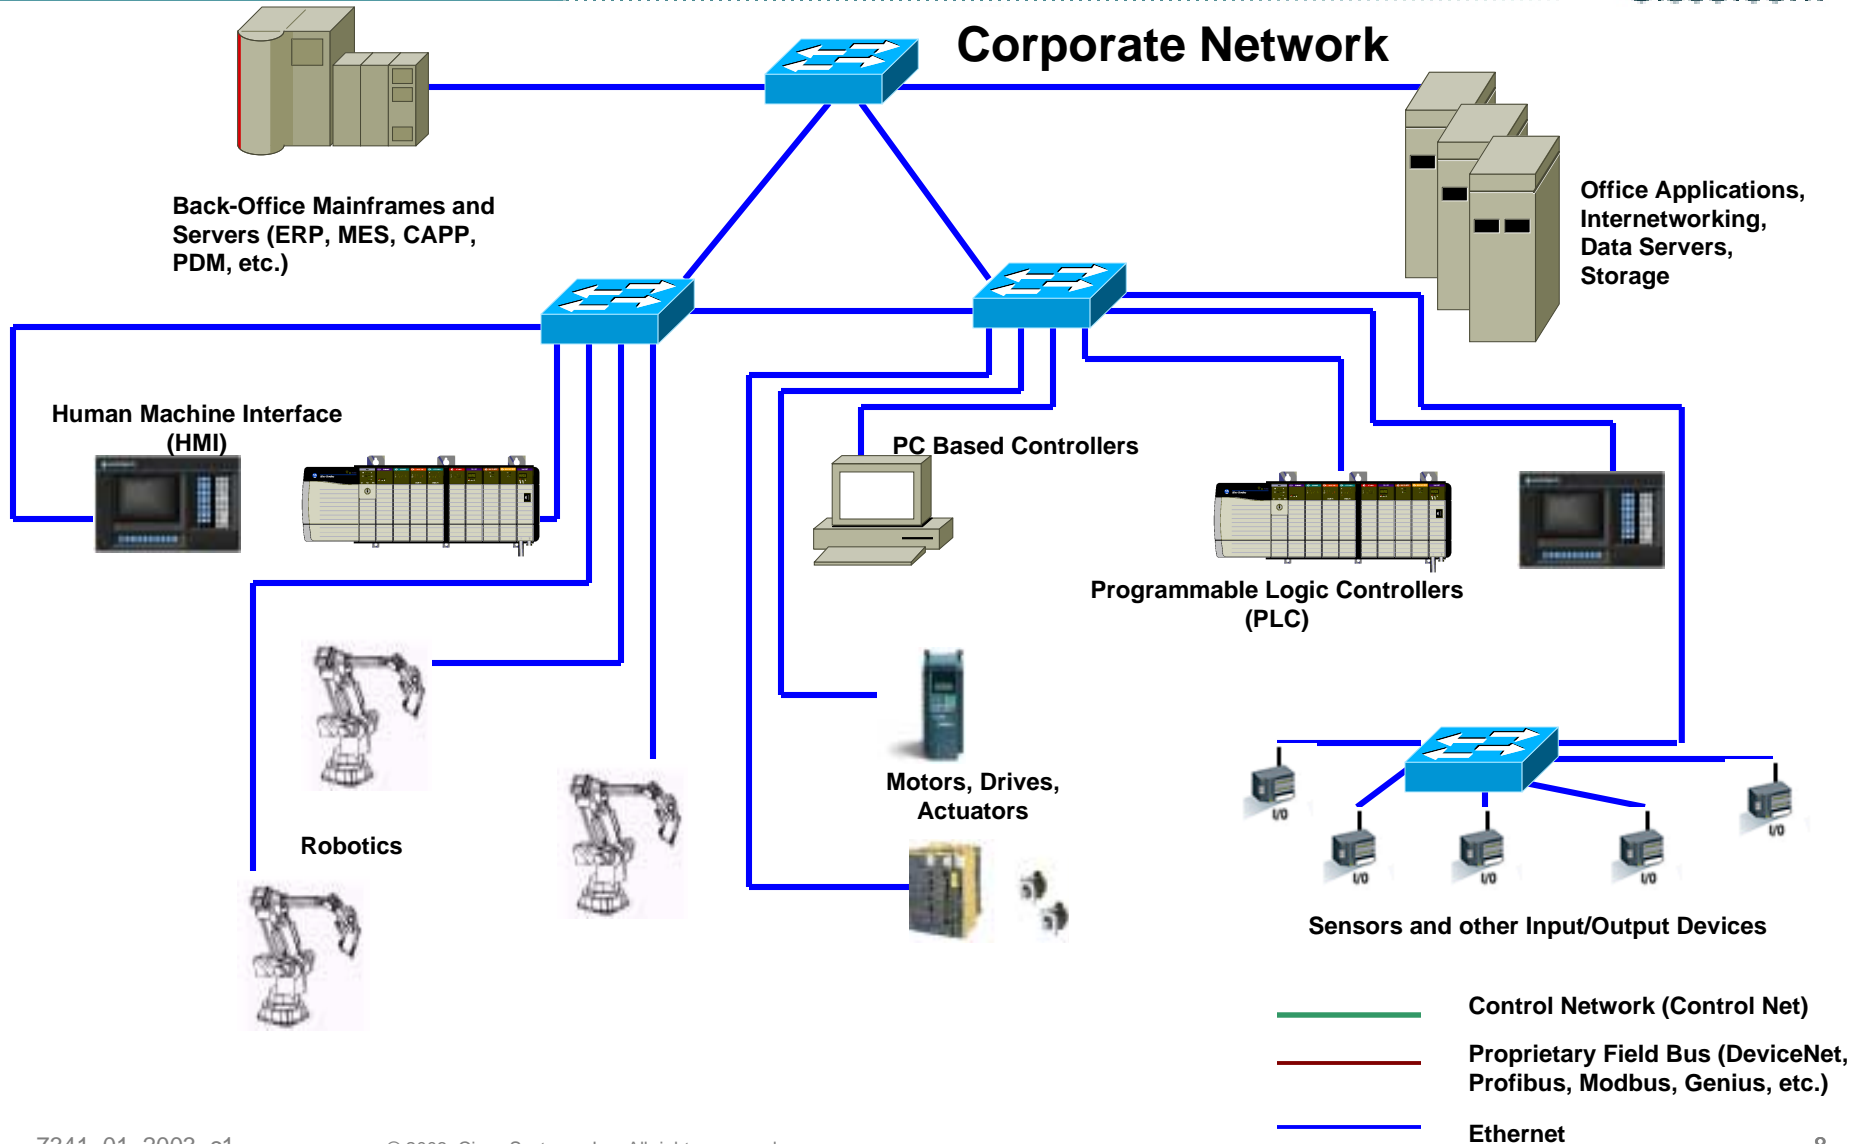 Corporate Network
Back-Office Mainframes and
Servers (ERP, MES, CAPP,
PDM, etc.)
Office Applications,
Internetworking,
Data Servers,
Storage
Human Machine Interface
(HMI)
PC Based Controllers
Programmable Logic Controllers
(PLC)
Motors, Drives,
Actuators
Robotics
I/O
I/O
I/O
I/O
I/O
Sensors and other Input/Output Devices
Control Network (Control Net)
Proprietary Field Bus (DeviceNet,
Profibus, Modbus, Genius, etc.)
Ethernet